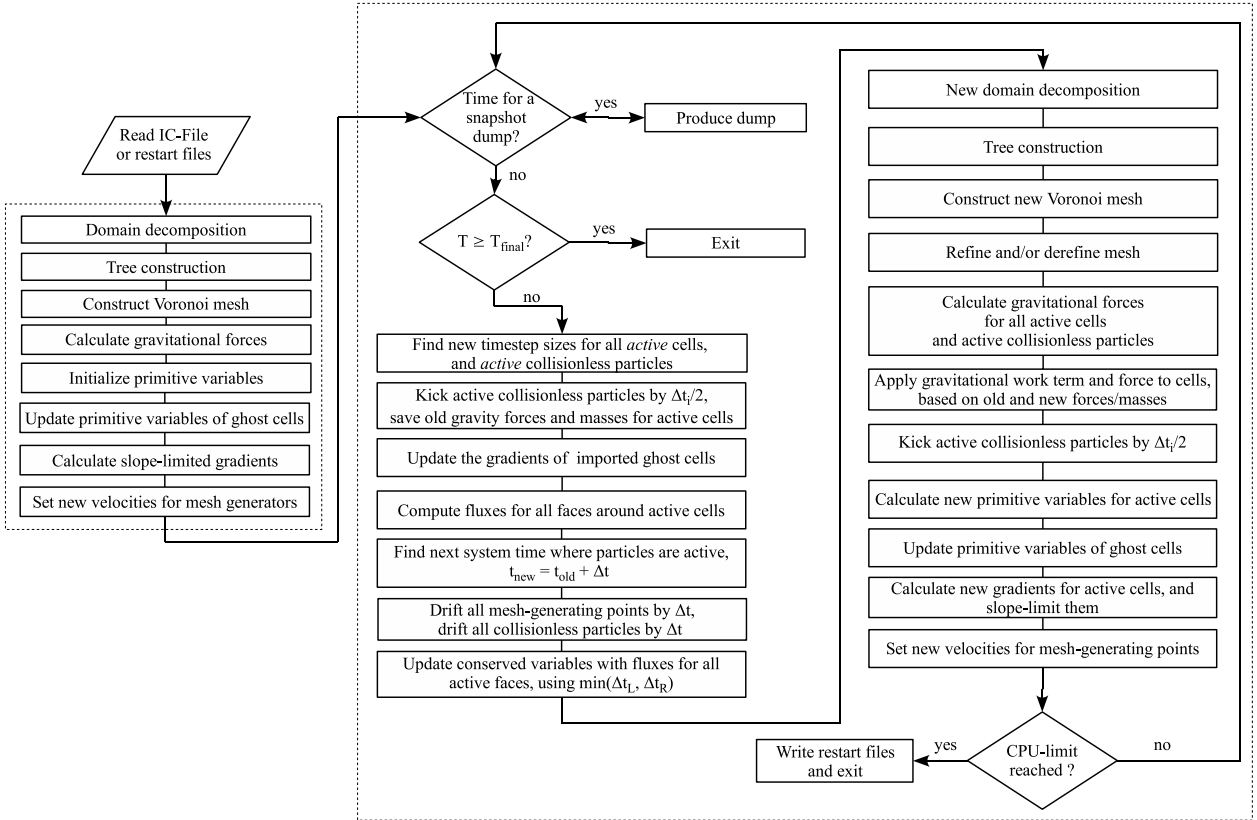 Read IC-File
or restart files
Domain decomposition
Tree construction
Construct Voronoi mesh
Calculate gravitational forces
Initialize primitive variables
Update primitive variables of ghost cells
Calculate slope-limited gradients
Set new velocities for mesh generators
Time for a
snapshot
dump?
yes
Produce dump
no
T ≥ T_final?
yes
Exit
no
Find new timestep sizes for all active cells,
and active collisionless particles
Kick active collisionless particles by Δt_i/2,
save old gravity forces and masses for active cells
Update the gradients of imported ghost cells
Compute fluxes for all faces around active cells
Find next system time where particles are active,
t_new = t_old + Δt
Drift all mesh-generating points by Δt,
drift all collisionless particles by Δt
Update conserved variables with fluxes for all
active faces, using min(Δt_L, Δt_R)
New domain decomposition
Tree construction
Construct new Voronoi mesh
Refine and/or derefine mesh
Calculate gravitational forces
for all active cells
and active collisionless particles
Apply gravitational work term and force to cells,
based on old and new forces/masses
Kick active collisionless particles by Δt_i/2
Calculate new primitive variables for active cells
Update primitive variables of ghost cells
Calculate new gradients for active cells, and
slope-limit them
Set new velocities for mesh-generating points
CPU-limit
reached ?
yes
no
Write restart files
and exit